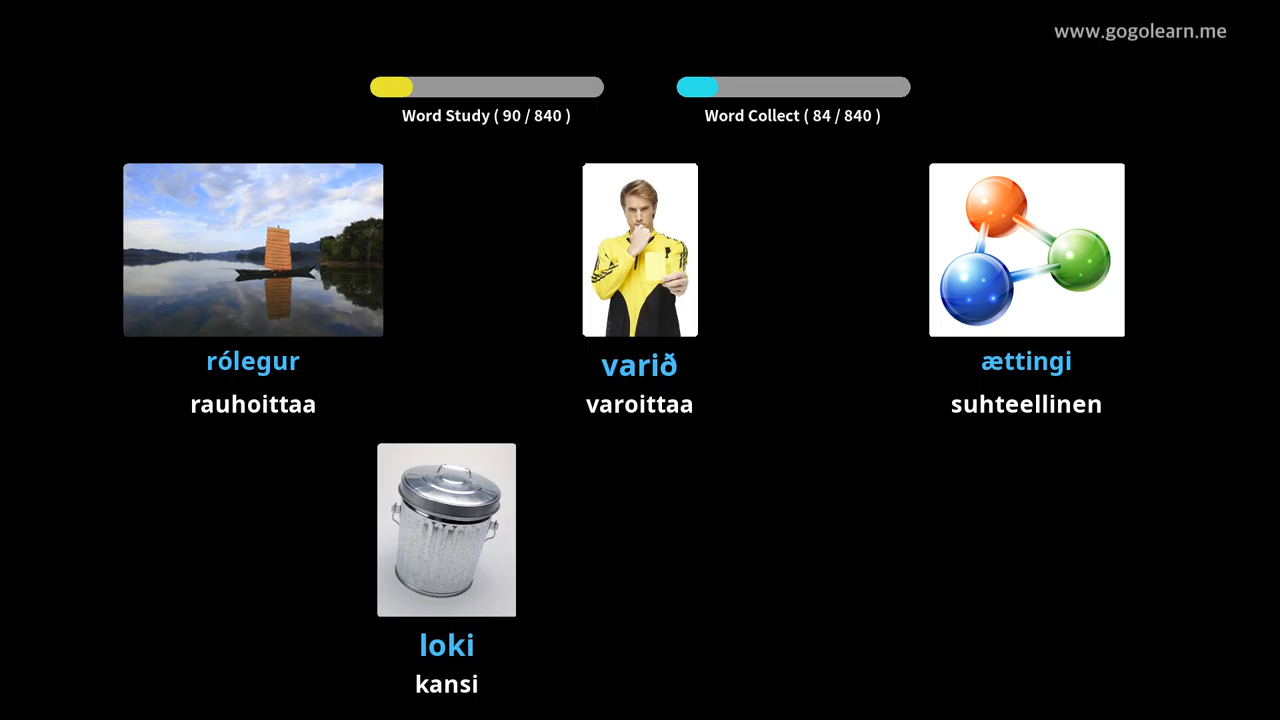 www.gogolearn.me
Word Study ( 90 / 840 )
Word Collect ( 84 / 840 )
rólegur
rauhoittaa
varið
varoittaa
ættingi
suhteellinen
loki
kansi